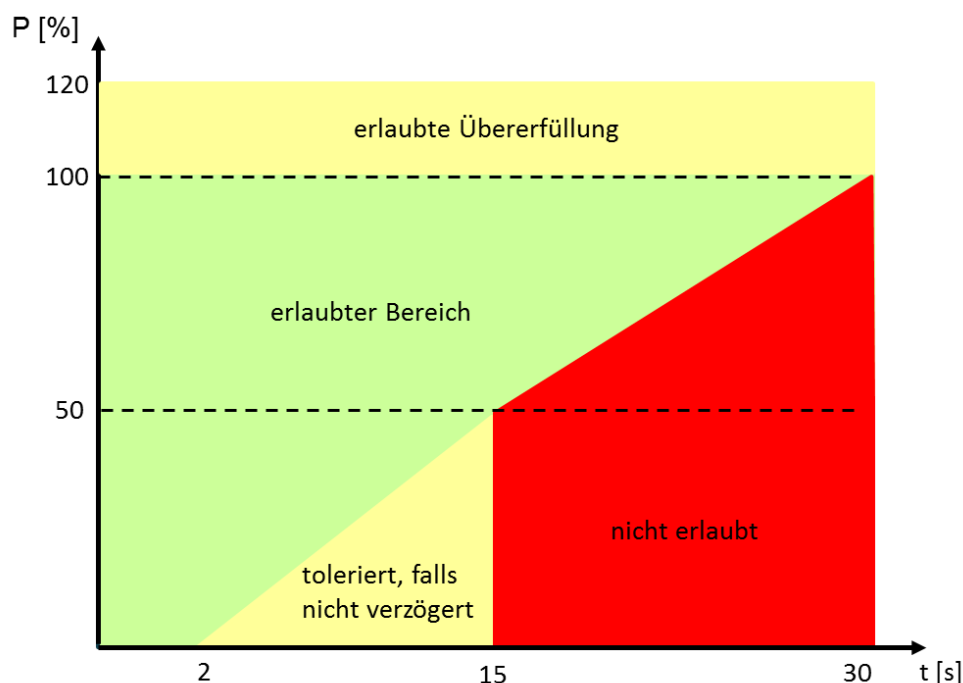 P [%]
120
erlaubte Übererfüllung
100
erlaubter Bereich
50
nicht erlaubt
toleriert, falls
nicht verzögert
2
15
30
t [s]